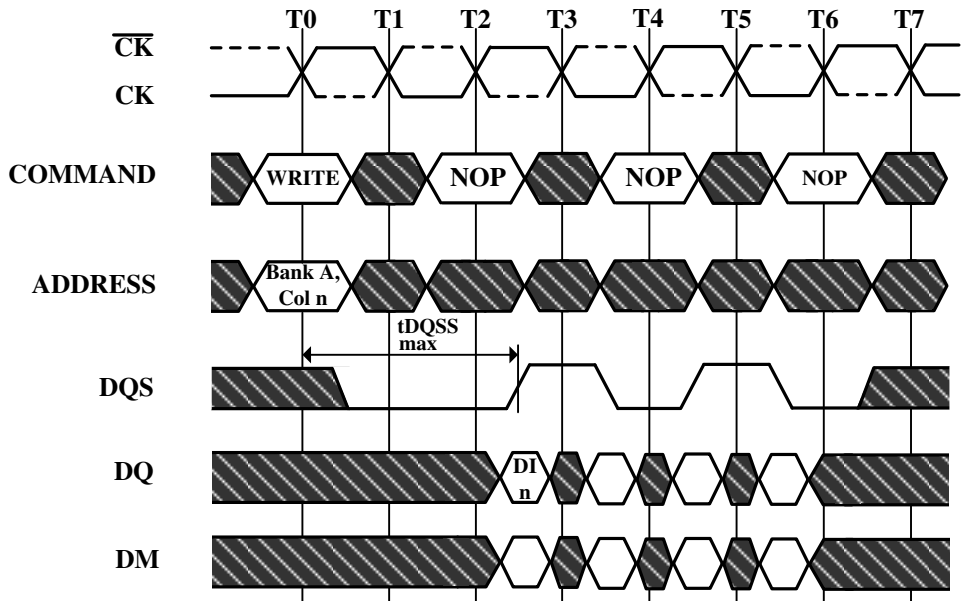 T0 T1 T2 T3 T4 T5 T6 T7
CK
CK
COMMAND
WRITE NOP NOP NOP
ADDRESS
Bank A,
Col n
tDQSS
max
DQS
DQ
DI
n
DM